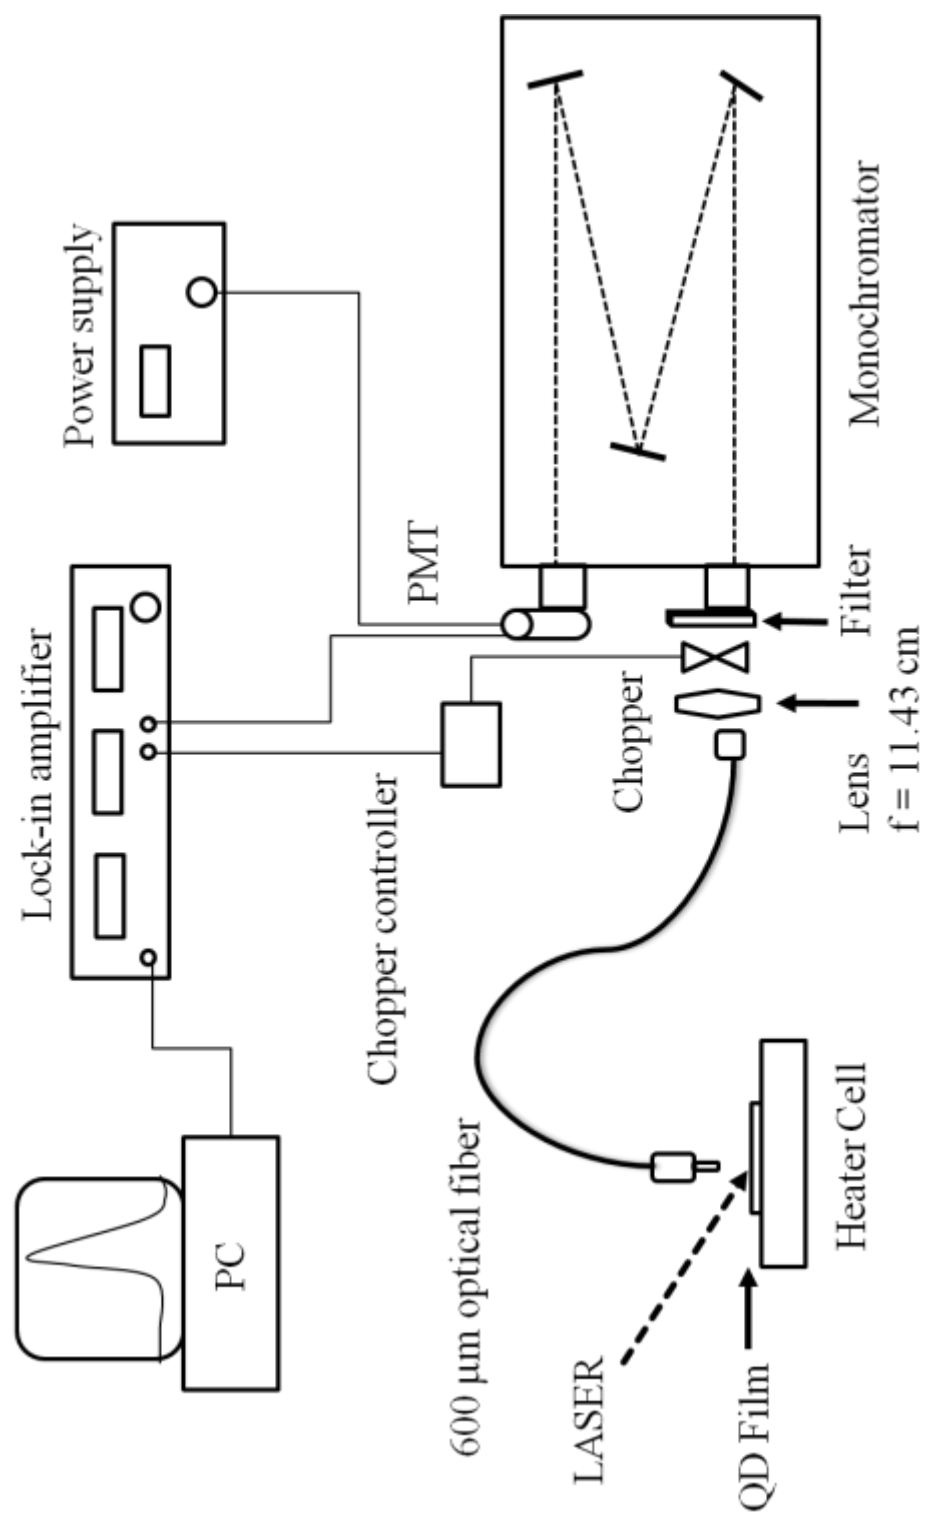 Power supply
Lock-in amplifier
PMT
Monochromator
Filter
Chopper
Lens
f = 11.43 cm
Chopper controller
PC
600 μm optical fiber
LASER
QD Film
Heater Cell